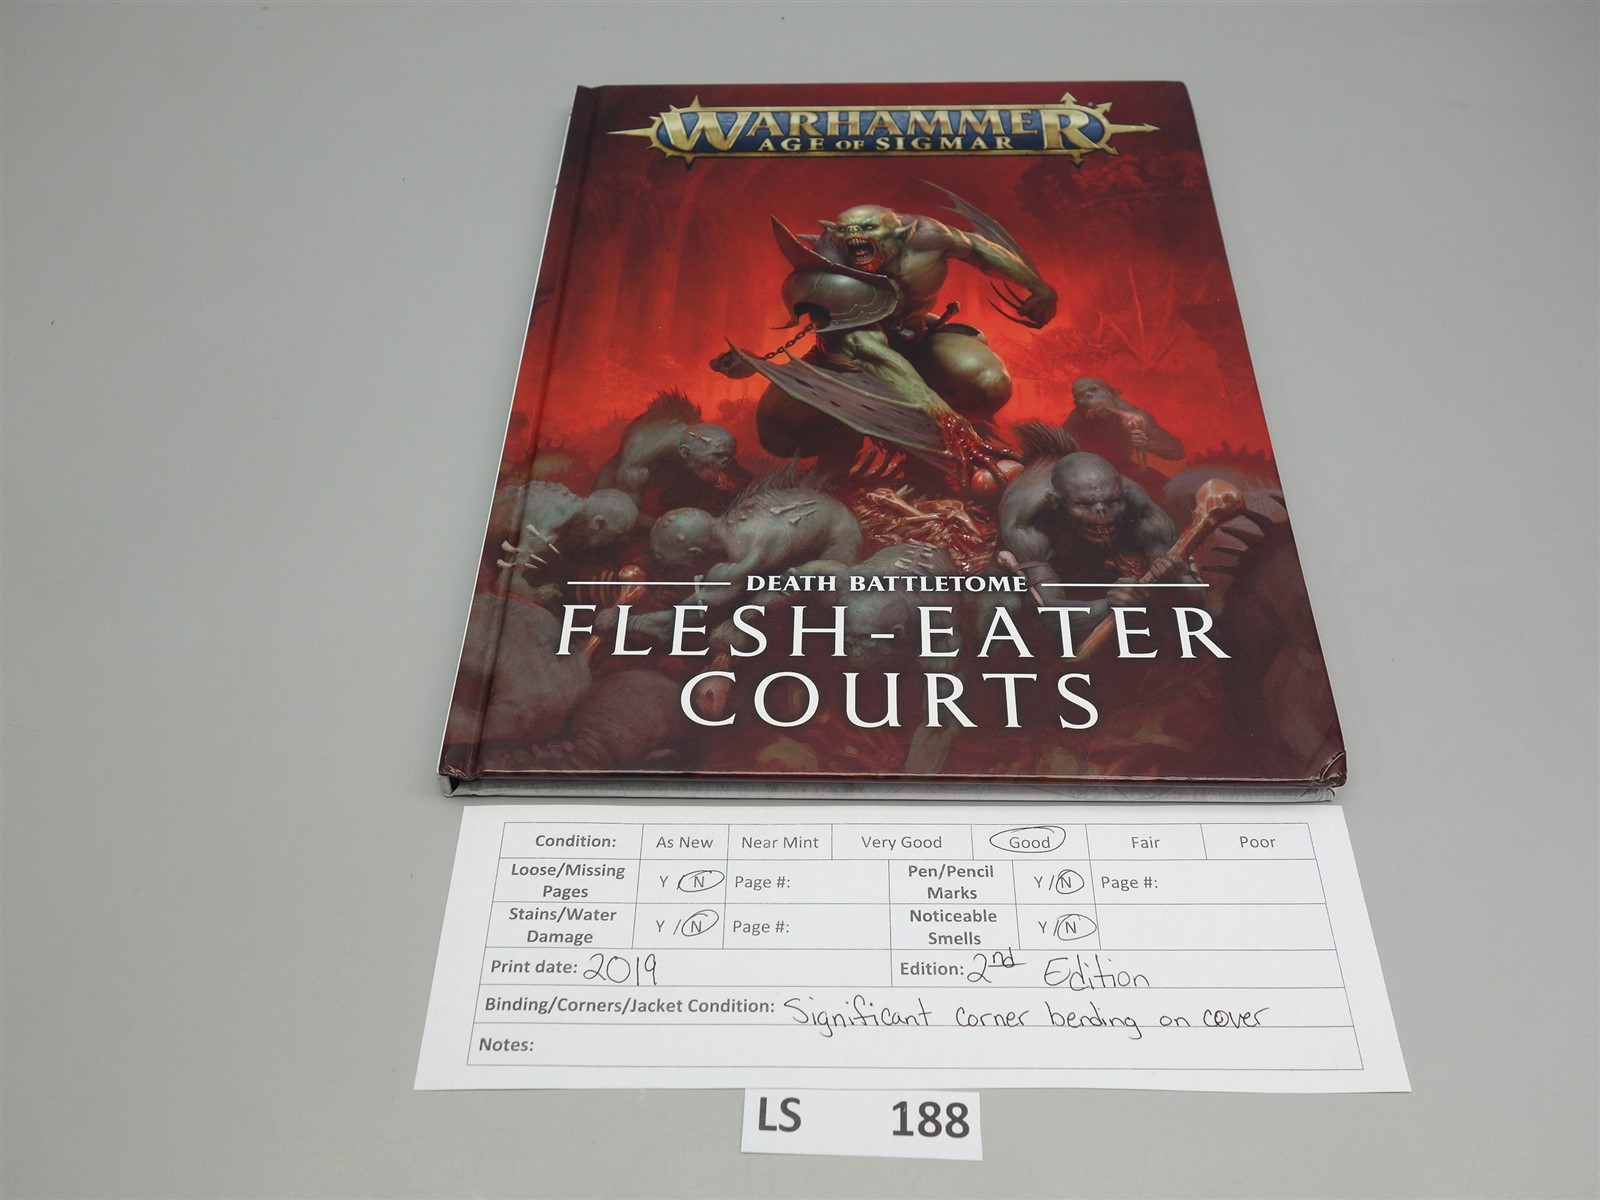 WARHAMMER
AGE OF SIGMAR
DEATH BATTLETOME
FLESH-EATER
COURTS
Condition: As New Near Mint Very Good Good Fair Poor
Loose/Missing Pages Y / N Page #: Pen/Pencil Marks Y / N Page #:
Stains/Water Damage Y / N Page #: Noticeable Smells Y / N
Print date: 2019 Edition: 2nd Edition
Binding/Corners/Jacket Condition: Significant corner bending on cover
Notes:
LS 188